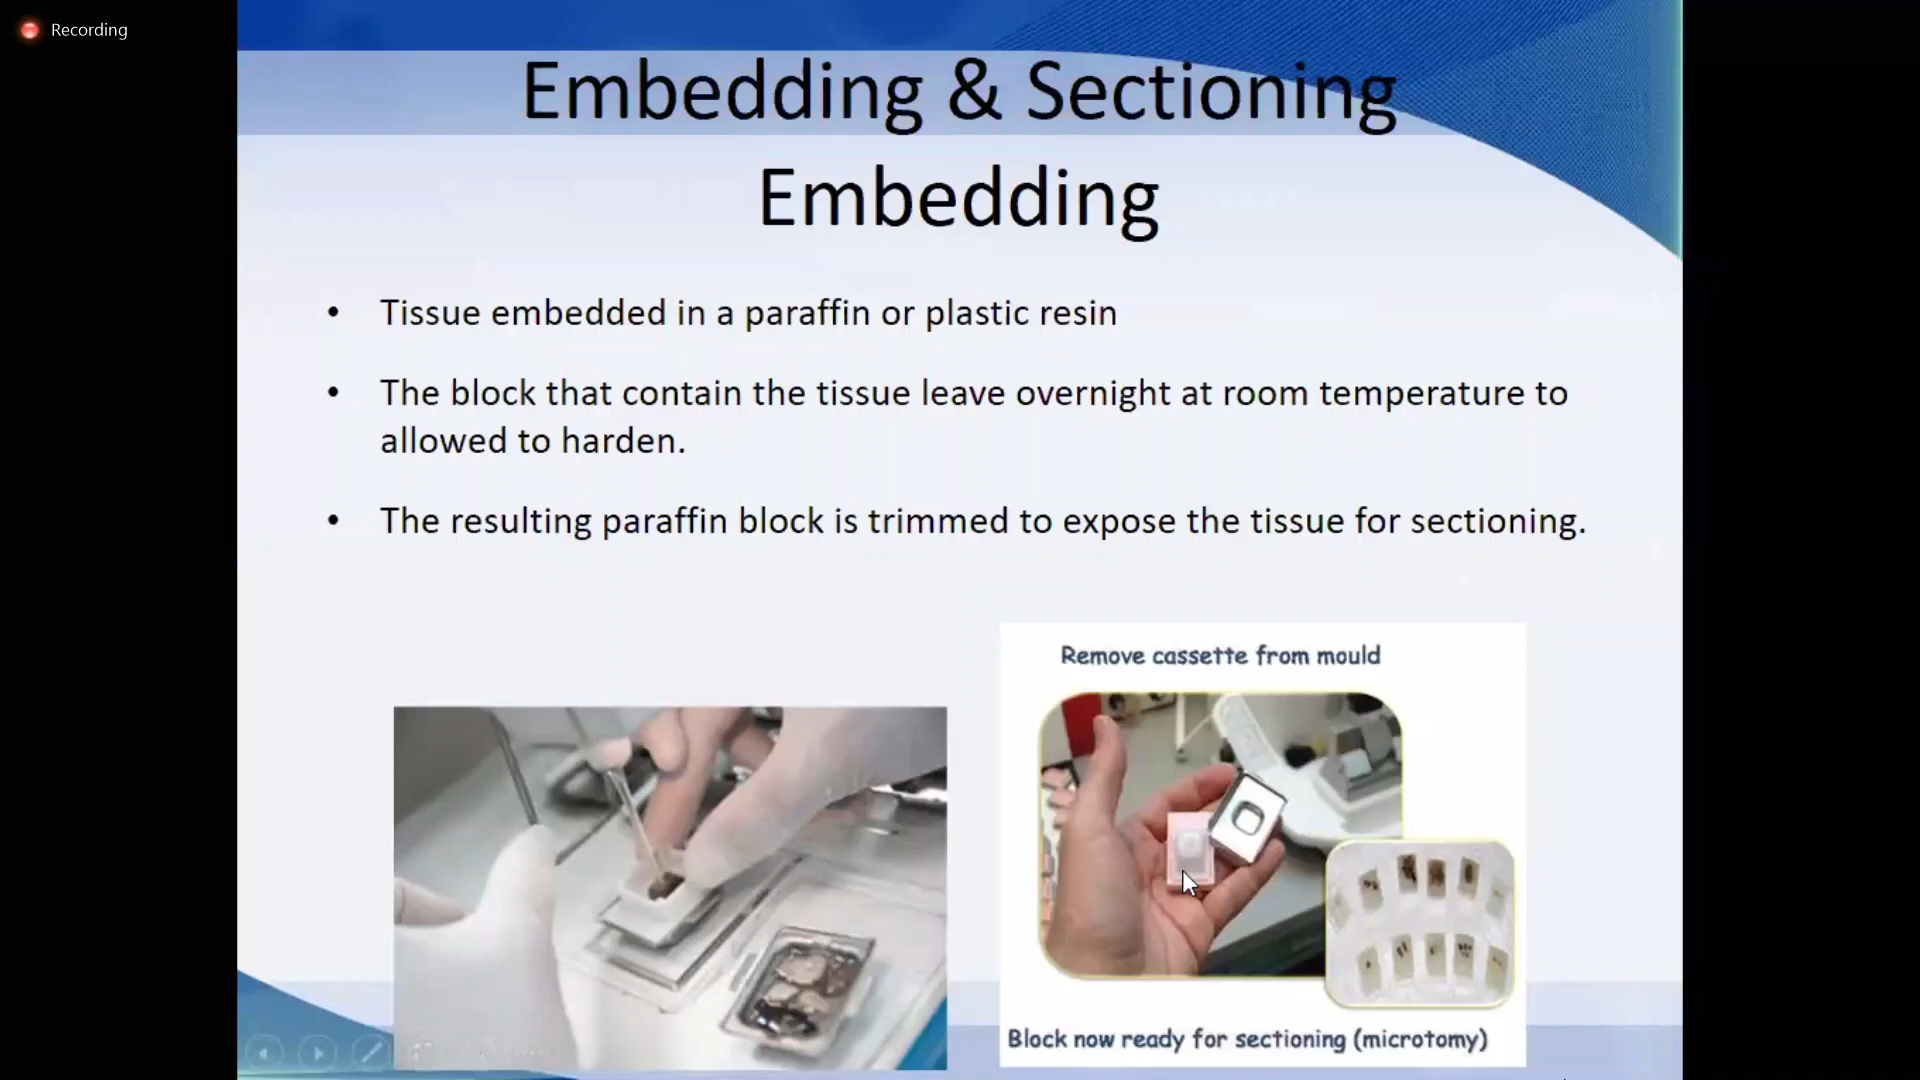 Recording
Embedding & Sectioning
Embedding
• Tissue embedded in a paraffin or plastic resin
• The block that contain the tissue leave overnight at room temperature to
allowed to harden.
• The resulting paraffin block is trimmed to expose the tissue for sectioning.
Remove cassette from mould
Block now ready for sectioning (microtomy)